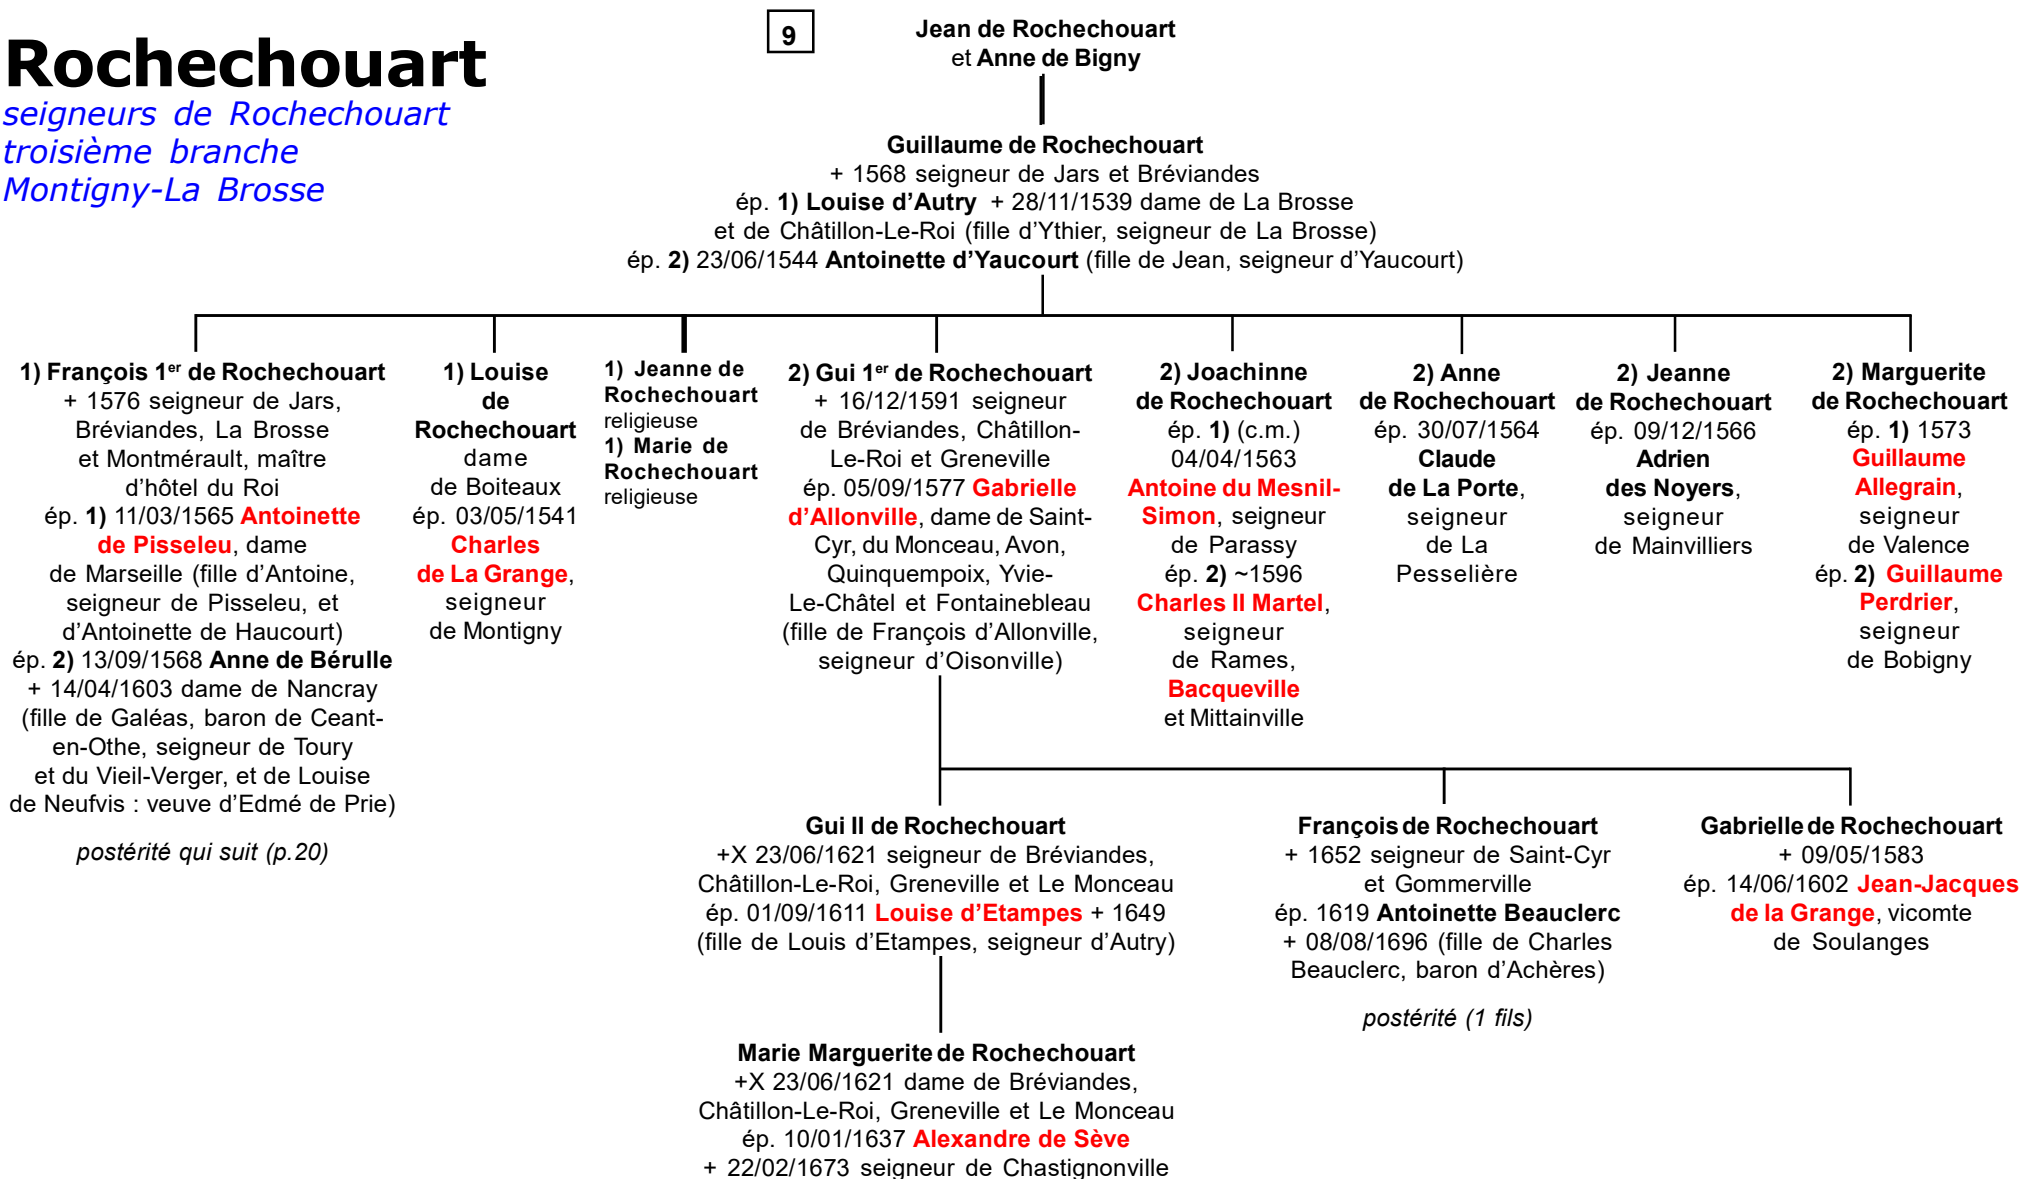 Rochechouart
seigneurs de Rochechouart
troisième branche
Montigny-La Brosse
9
Jean de Rochechouart
et Anne de Bigny
Guillaume de Rochechouart
+ 1568 seigneur de Jars et Bréviandes
ép. 1) Louise d’Autry + 28/11/1539 dame de La Brosse
et de Châtillon-Le-Roi (fille d’Ythier, seigneur de La Brosse)
ép. 2) 23/06/1544 Antoinette d’Yaucourt (fille de Jean, seigneur d’Yaucourt)
1) François 1er de Rochechouart
+ 1576 seigneur de Jars,
Bréviandes, La Brosse
et Montmérault, maître
d’hôtel du Roi
ép. 1) 11/03/1565 Antoinette
de Pisseleu, dame
de Marseille (fille d’Antoine,
seigneur de Pisseleu, et
d’Antoinette de Haucourt)
ép. 2) 13/09/1568 Anne de Bérulle
+ 14/04/1603 dame de Nancray
(fille de Galéas, baron de Ceant-
en-Othe, seigneur de Toury
et du Vieil-Verger, et de Louise
de Neufvis : veuve d’Edmé de Prie)
postérité qui suit (p.20)
1) Louise
de
Rochechouart
dame
de Boiteaux
ép. 03/05/1541
Charles
de La Grange,
seigneur
de Montigny
1) Jeanne de
Rochechouart
religieuse
1) Marie de
Rochechouart
religieuse
2) Gui 1er de Rochechouart
+ 16/12/1591 seigneur
de Bréviandes, Châtillon-
Le-Roi et Greneville
ép. 05/09/1577 Gabrielle
d’Allonville, dame de Saint-
Cyr, du Monceau, Avon,
Quinquempoix, Yvie-
Le-Châtel et Fontainebleau
(fille de François d’Allonville,
seigneur d’Oisonville)
2) Joachinne
de Rochechouart
ép. 1) (c.m.)
04/04/1563
Antoine du Mesnil-
Simon, seigneur
de Parassy
ép. 2) ~1596
Charles II Martel,
seigneur
de Rames,
Bacqueville
et Mittainville
2) Anne
de Rochechouart
ép. 30/07/1564
Claude
de La Porte,
seigneur
de La
Pesselière
2) Jeanne
de Rochechouart
ép. 09/12/1566
Adrien
des Noyers,
seigneur
de Mainvilliers
2) Marguerite
de Rochechouart
ép. 1) 1573
Guillaume
Allegrain,
seigneur
de Valence
ép. 2) Guillaume
Perdrier,
seigneur
de Bobigny
Gui II de Rochechouart
+X 23/06/1621 seigneur de Bréviandes,
Châtillon-Le-Roi, Greneville et Le Monceau
ép. 01/09/1611 Louise d’Etampes + 1649
(fille de Louis d’Etampes, seigneur d’Autry)
François de Rochechouart
+ 1652 seigneur de Saint-Cyr
et Gommerville
ép. 1619 Antoinette Beauclerc
+ 08/08/1696 (fille de Charles
Beauclerc, baron d’Achères)
postérité (1 fils)
Gabrielle de Rochechouart
+ 09/05/1583
ép. 14/06/1602 Jean-Jacques
de la Grange, vicomte
de Soulanges
Marie Marguerite de Rochechouart
+X 23/06/1621 dame de Bréviandes,
Châtillon-Le-Roi, Greneville et Le Monceau
ép. 10/01/1637 Alexandre de Sève
+ 22/02/1673 seigneur de Chastignonville